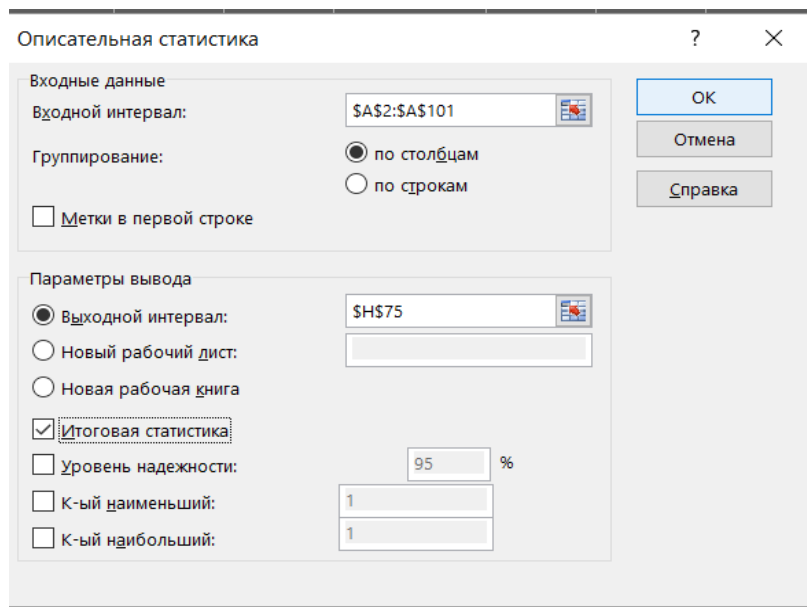 Описательная статистика ?
Входные данные
Входной интервал: $A$2:$A$101
Группирование: по столбцам
по строкам
Метки в первой строке
OK
Отмена
Справка
Параметры вывода
Выходной интервал: $H$75
Новый рабочий лист:
Новая рабочая книга
Итоговая статистика
Уровень надежности: 95 %
К-ый наименьший: 1
К-ый наибольший: 1